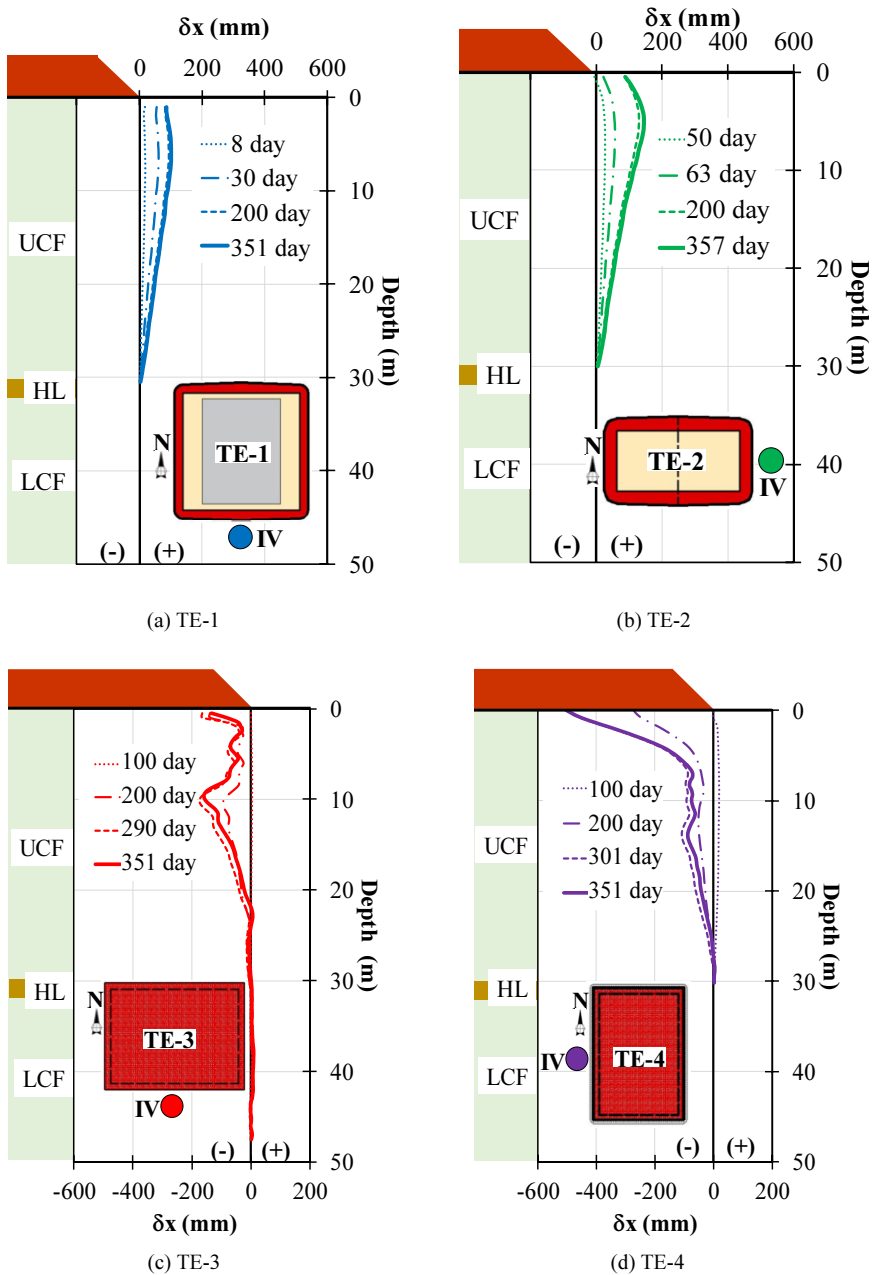 δx (mm)
0 200 400 600
0
10
20
30
40
50
Depth (m)
8 day
30 day
200 day
351 day
UCF
HL
LCF
N
TE-1
IV
(-) (+)
(a) TE-1
δx (mm)
0 200 400 600
0
10
20
30
40
50
Depth (m)
50 day
63 day
200 day
357 day
UCF
HL
LCF
N
TE-2
IV
(-) (+)
(b) TE-2
0
10
20
30
40
50
Depth (m)
100 day
200 day
290 day
351 day
UCF
HL
LCF
N
TE-3
IV
(-) (+)
-600 -400 -200 0 200
δx (mm)
(c) TE-3
0
10
20
30
40
50
Depth (m)
100 day
200 day
301 day
351 day
UCF
HL
LCF
N
TE-4
IV
(-) (+)
-600 -400 -200 0 200
δx (mm)
(d) TE-4